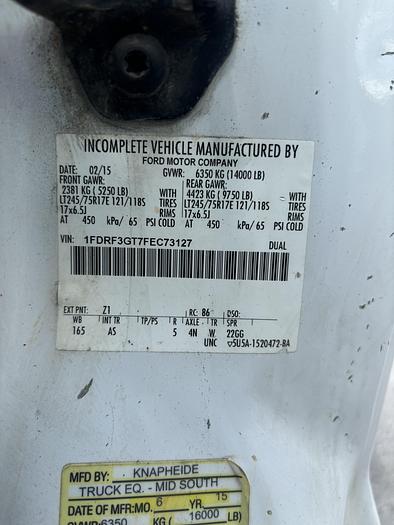 INCOMPLETE VEHICLE MANUFACTURED BY
FORD MOTOR COMPANY
DATE: 02/15 GVWR: 6350 KG (14000 LB)
FRONT GAWR: REAR GAWR:
2381 KG ( 5250 LB) WITH 4423 KG ( 9750 LB) WITH
LT245/75R17E 121/118S TIRES LT245/75R17E 121/118S TIRES
17x6.5J RIMS 17x6.5J RIMS
AT 450 kPa/ 65 PSI COLD AT 450 kPa/ 65 PSI COLD
VIN: 1FDRF3GT7FEC73127 DUAL
EXT PNT: Z1 RC: 86 DSO:
WB INT TR TP/PS R AXLE TR SPR
165 AS 5 4N W 22GG
UNC ▽5U5A-1520472-BA
MFD BY: KNAPHEIDE
TRUCK EQ. - MID SOUTH
DATE OF MFR:MO. 6 YR. 15
GVWR:6350 KG ( 16000 LB)